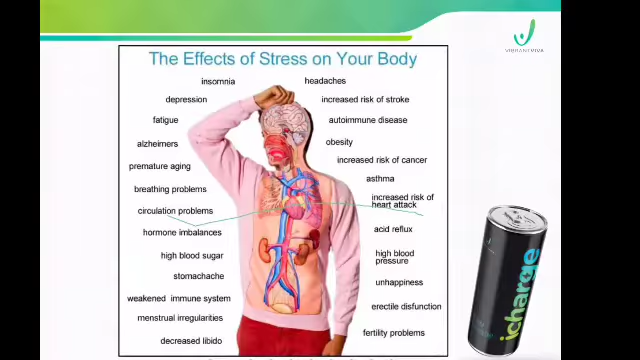 VIBRANTVIVA
The Effects of Stress on Your Body
insomnia
headaches
depression
increased risk of stroke
fatigue
autoimmune disease
alzheimers
obesity
premature aging
increased risk of cancer
breathing problems
asthma
circulation problems
increased risk of
heart attack
hormone imbalances
acid reflux
high blood sugar
high blood
pressure
stomachache
unhappiness
weakened immune system
erectile disfunction
menstrual irregularities
fertility problems
decreased libido
icharge